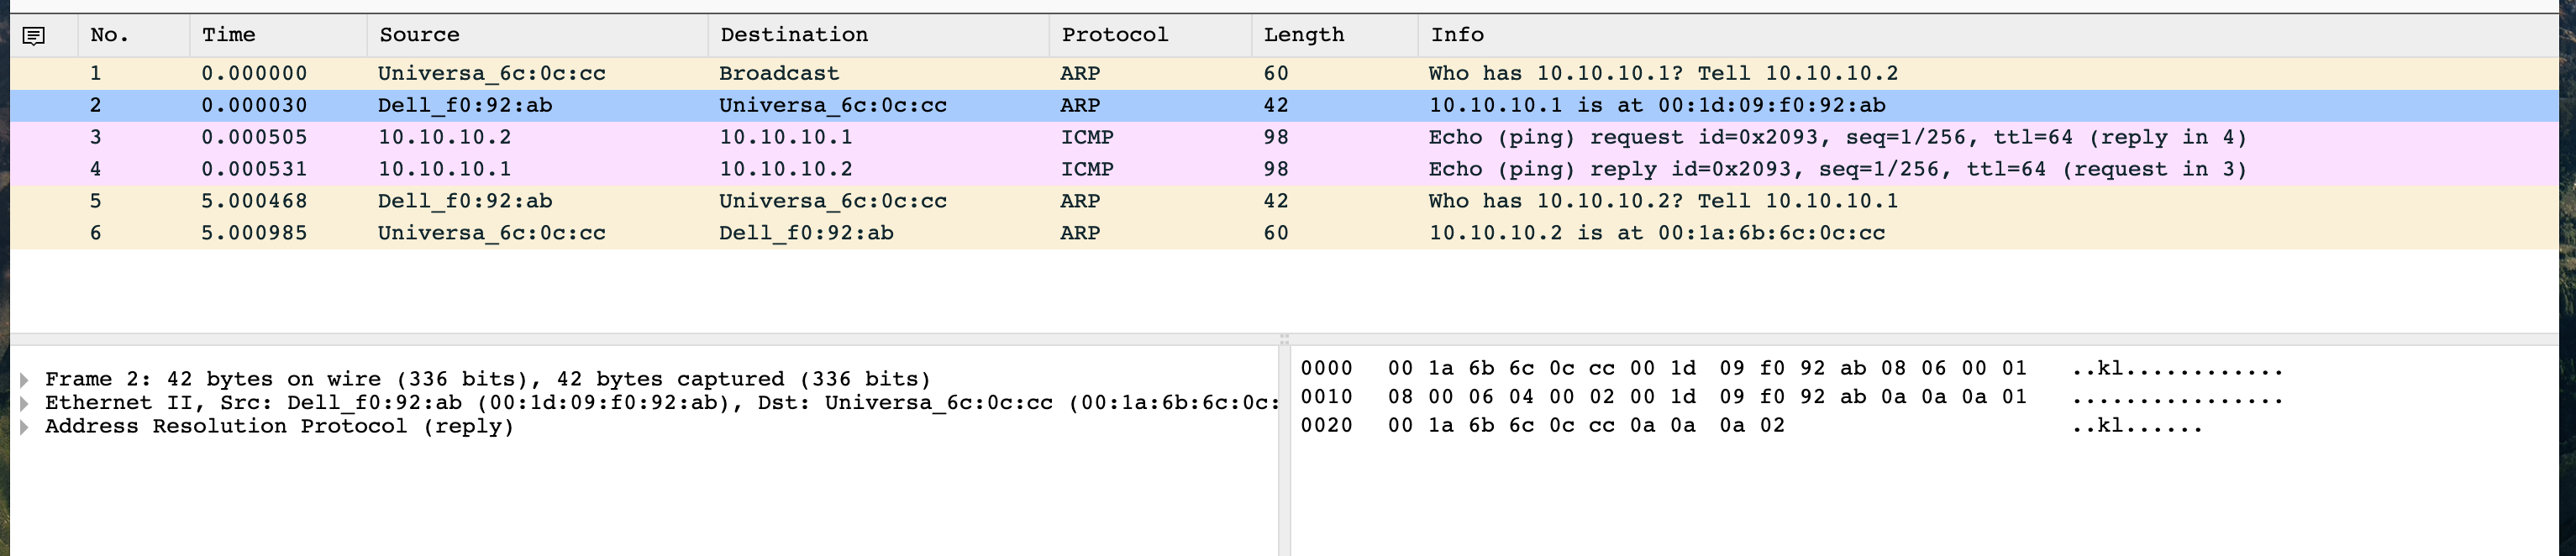 No. Time Source Destination Protocol Length Info
1 0.000000 Universa_6c:0c:cc Broadcast ARP 60 Who has 10.10.10.1? Tell 10.10.10.2
2 0.000030 Dell_f0:92:ab Universa_6c:0c:cc ARP 42 10.10.10.1 is at 00:1d:09:f0:92:ab
3 0.000505 10.10.10.2 10.10.10.1 ICMP 98 Echo (ping) request id=0x2093, seq=1/256, ttl=64 (reply in 4)
4 0.000531 10.10.10.1 10.10.10.2 ICMP 98 Echo (ping) reply id=0x2093, seq=1/256, ttl=64 (request in 3)
5 5.000468 Dell_f0:92:ab Universa_6c:0c:cc ARP 42 Who has 10.10.10.2? Tell 10.10.10.1
6 5.000985 Universa_6c:0c:cc Dell_f0:92:ab ARP 60 10.10.10.2 is at 00:1a:6b:6c:0c:cc
Frame 2: 42 bytes on wire (336 bits), 42 bytes captured (336 bits)
Ethernet II, Src: Dell_f0:92:ab (00:1d:09:f0:92:ab), Dst: Universa_6c:0c:cc (00:1a:6b:6c:0c:
Address Resolution Protocol (reply)
0000 00 1a 6b 6c 0c cc 00 1d 09 f0 92 ab 08 06 00 01 ..kl............
0010 08 00 06 04 00 02 00 1d 09 f0 92 ab 0a 0a 0a 01 ................
0020 00 1a 6b 6c 0c cc 0a 0a 0a 02 ..kl......